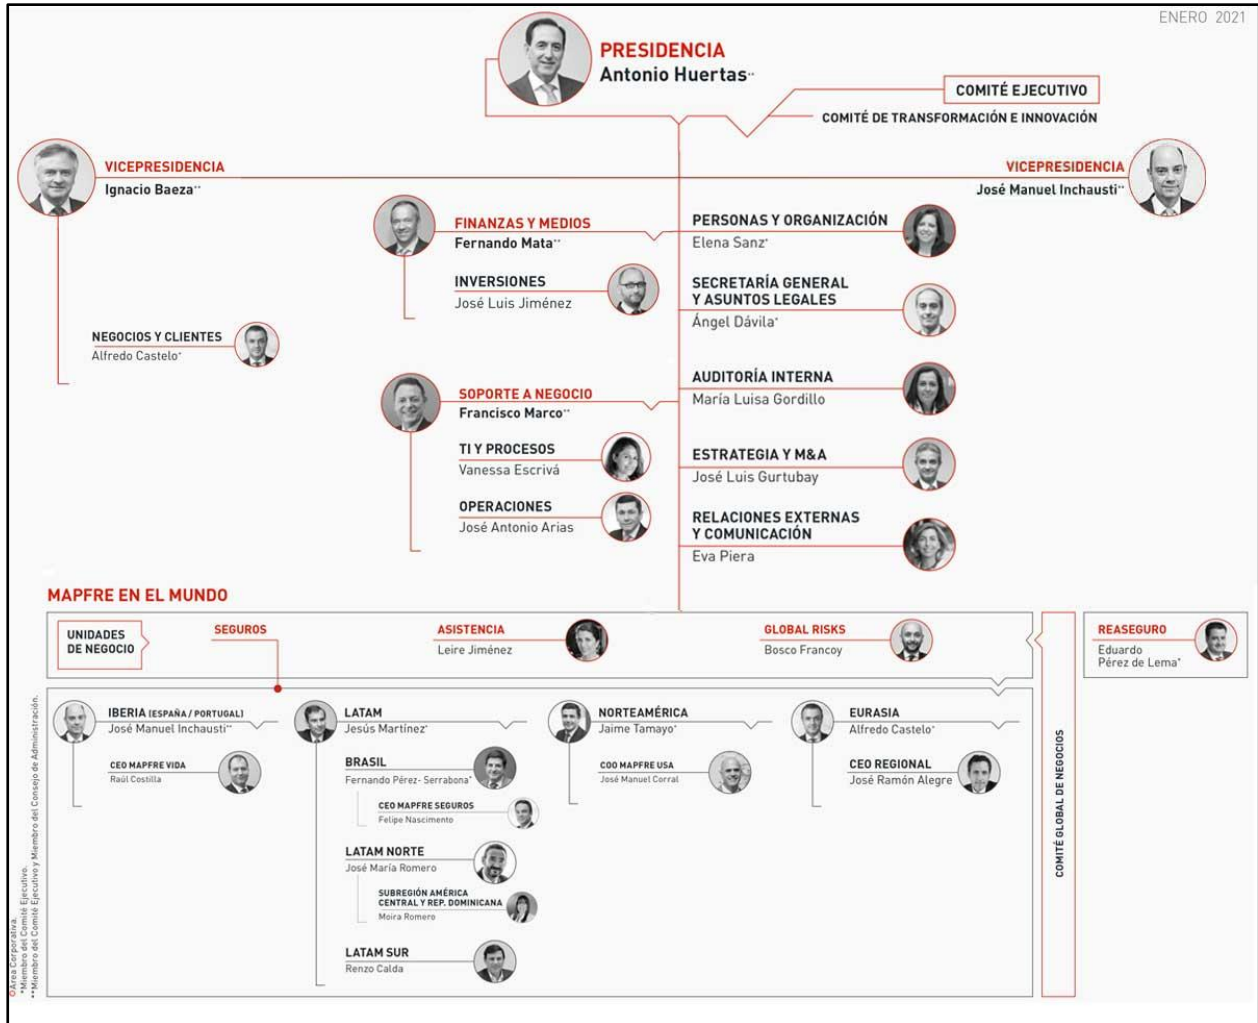 ENERO 2021
PRESIDENCIA
Antonio Huertas**
COMITÉ EJECUTIVO
COMITÉ DE TRANSFORMACIÓN E INNOVACIÓN
VICEPRESIDENCIA
Ignacio Baeza**
VICEPRESIDENCIA
José Manuel Inchausti**
FINANZAS Y MEDIOS
Fernando Mata**
INVERSIONES
José Luis Jiménez
NEGOCIOS Y CLIENTES
Alfredo Castelo*
SOPORTE A NEGOCIO
Francisco Marco**
TI Y PROCESOS
Vanessa Escrivá
OPERACIONES
José Antonio Arias
PERSONAS Y ORGANIZACIÓN
Elena Sanz*
SECRETARÍA GENERAL
Y ASUNTOS LEGALES
Ángel Dávila*
AUDITORÍA INTERNA
María Luisa Gordillo
ESTRATEGIA Y M&A
José Luis Gurtubay
RELACIONES EXTERNAS
Y COMUNICACIÓN
Eva Piera
MAPFRE EN EL MUNDO
UNIDADES
DE NEGOCIO
SEGUROS
ASISTENCIA
Leire Jiménez
GLOBAL RISKS
Bosco Francoy
REASEGURO
Eduardo
Pérez de Lema*
IBERIA (ESPAÑA / PORTUGAL)
José Manuel Inchausti**
CEO MAPFRE VIDA
Raúl Costilla
LATAM
Jesús Martínez*
BRASIL
Fernando Pérez- Serrabona*
CEO MAPFRE SEGUROS
Felipe Nascimento
LATAM NORTE
José María Romero
SUBREGIÓN AMÉRICA
CENTRAL Y REP. DOMINICANA
Moira Romero
LATAM SUR
Renzo Calda
NORTEAMÉRICA
Jaime Tamayo*
COO MAPFRE USA
José Manuel Corral
EURASIA
Alfredo Castelo*
CEO REGIONAL
José Ramón Alegre
COMITÉ GLOBAL DE NEGOCIOS
Área Corporativa.
*Miembro del Comité Ejecutivo.
**Miembro del Comité Ejecutivo y Miembro del Consejo de Administración.